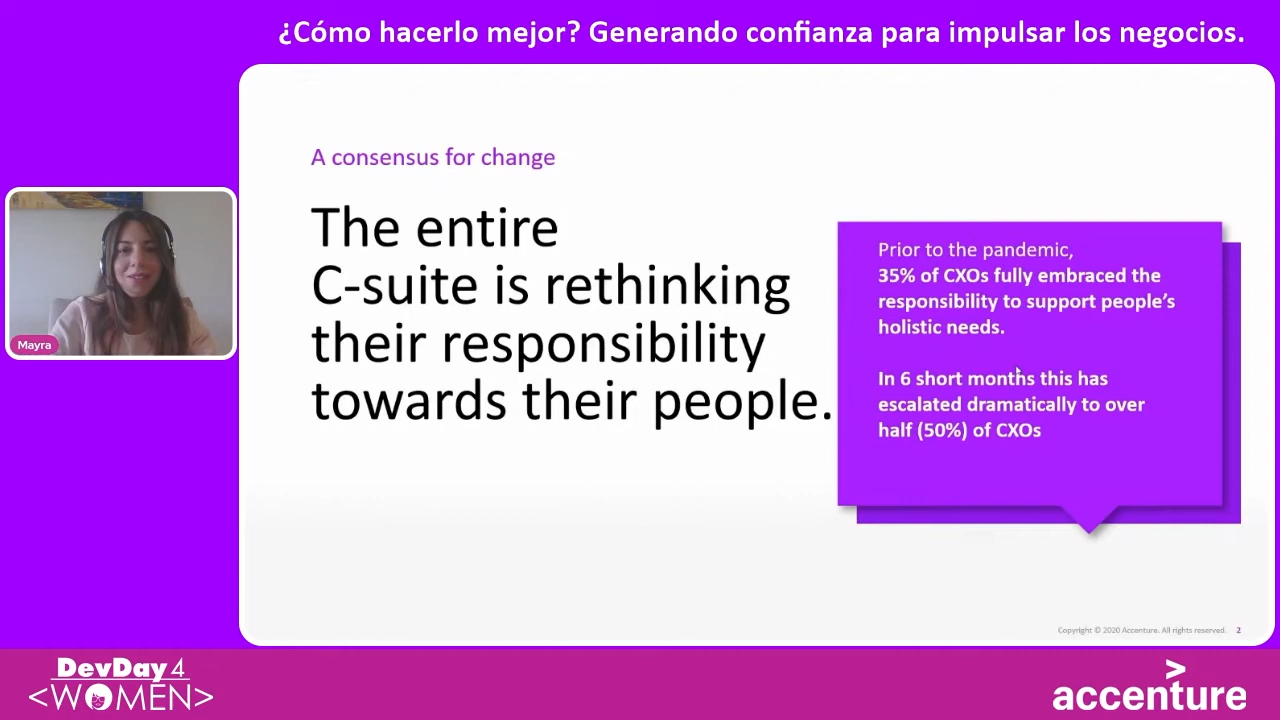 ¿Cómo hacerlo mejor? Generando confianza para impulsar los negocios.
A consensus for change
The entire
C-suite is rethinking
their responsibility
towards their people.
Prior to the pandemic,
35% of CXOs fully embraced the
responsibility to support people’s
holistic needs.
In 6 short months this has
escalated dramatically to over
half (50%) of CXOs
Mayra
Copyright © 2020 Accenture. All rights reserved. 2
DevDay4
<WOMEN>
>
accenture